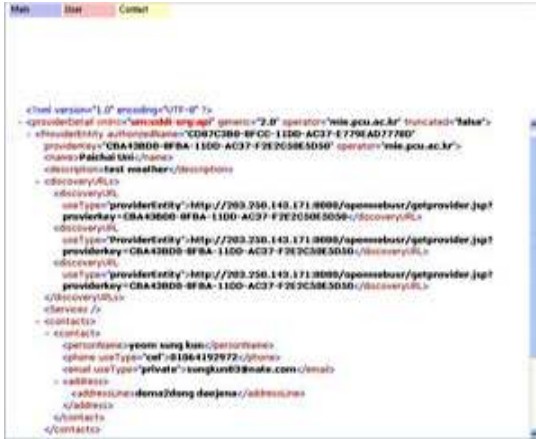 Main User Contact
<?xml version="1.0" encoding="UTF-8" ?>
- <providerDetail xmlns="urn:uddi-org:api" generic="2.0" operator="mie.pcu.ac.kr" truncated="false">
- <ProviderEntity authorizedName="CDB7C3B0-8FCC-11DD-AC37-E779EAD7778D"
providerKey="CBA43BD0-8FBA-11DD-AC37-F2E2C50E5D50" operator="mie.pcu.ac.kr">
<name>Paichai Uni</name>
<description>test weather</description>
- <discoveryURLs>
<discoveryURL
useType="providerEntity">http://203.250.143.171:8080/openwebusr/getprovider.jsp?
provierkey=CBA43BD0-8FBA-11DD-AC37-F2E2C50E5D50</discoveryURL>
<discoveryURL
useType="providerEntity">http://203.250.143.171:8080/openwebusr/getprovider.jsp?
providerkey=CBA43BD0-8FBA-11DD-AC37-F2E2C50E5D50</discoveryURL>
<discoveryURL
useType="providerEntity">http://203.250.143.171:8080/openwebusr/getprovider.jsp?
providerkey=CBA43BD0-8FBA-11DD-AC37-F2E2C50E5D50</discoveryURL>
</discoveryURLs>
<Services />
- <contacts>
- <contact>
<personName>yeom sung kun</personName>
<phone useType="cel">01064192972</phone>
<email useType="private">sungkun03@nate.com</email>
- <address>
<addressLine>doma2dong daejena</addressLine>
</address>
</contact>
</contacts>